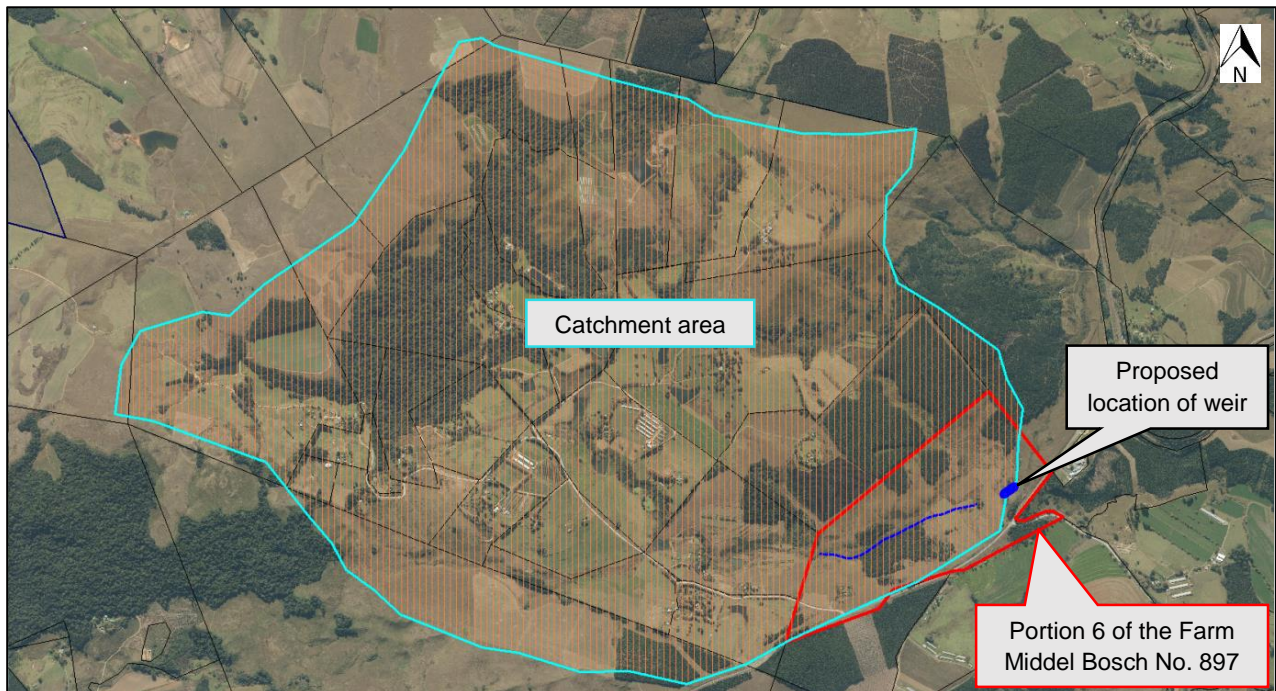 N
Catchment area
Proposed
location of weir
Portion 6 of the Farm
Middel Bosch No. 897